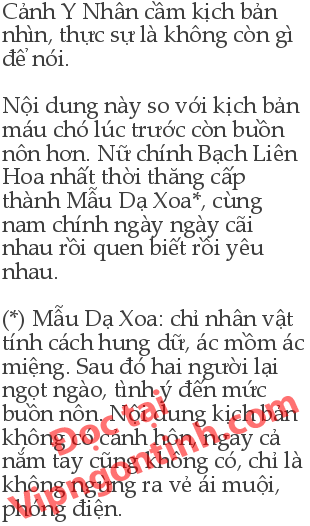 Cảnh Y Nhân cầm kịch bản
nhìn, thực sự là không còn gì
để nói.
Nội dung này so với kịch bản
máu chó lúc trước còn buồn
nôn hơn. Nữ chính Bạch Liên
Hoa nhất thời thăng cấp
thành Mẫu Dạ Xoa*, cùng
nam chính ngày ngày cãi
nhau rồi quen biết rồi yêu
nhau.
(*) Mẫu Dạ Xoa: chỉ nhân vật
tính cách hung dữ, ác mồm ác
miệng. Sau đó hai người lại
ngọt ngào, tình ý đến mức
buồn nôn. Nội dung kịch bản
không có cảnh hôn, ngay cả
nắm tay cũng không có, chỉ là
không ngừng ra vẻ ái muội,
phóng điện.
Đọc tại
Vipngontinh.com